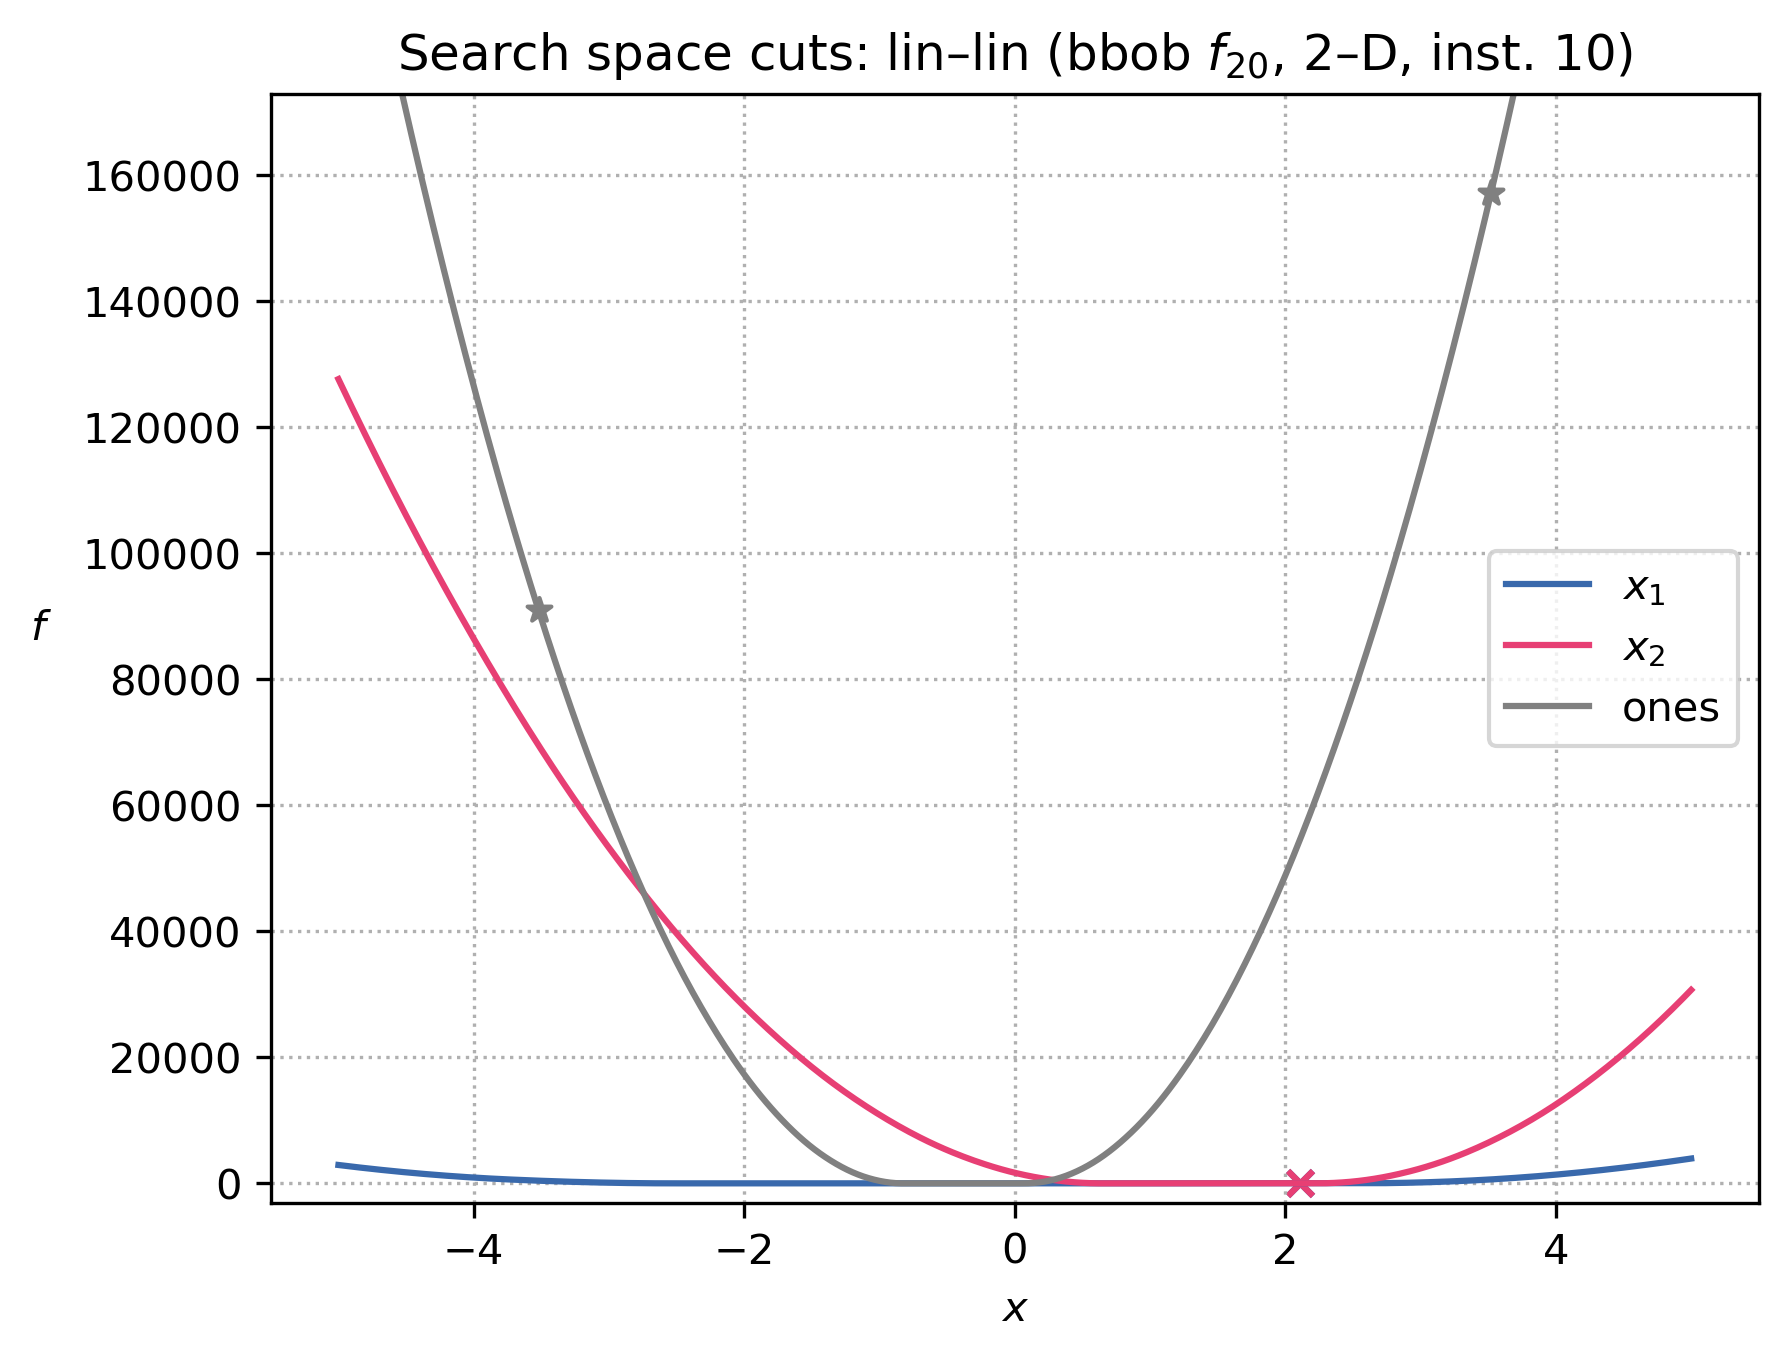 Search space cuts: lin–lin (bbob f₂₀, 2–D, inst. 10)
160000
140000
120000
100000
80000
60000
40000
20000
0
f
x₁
x₂
ones
−4 −2 0 2 4
x